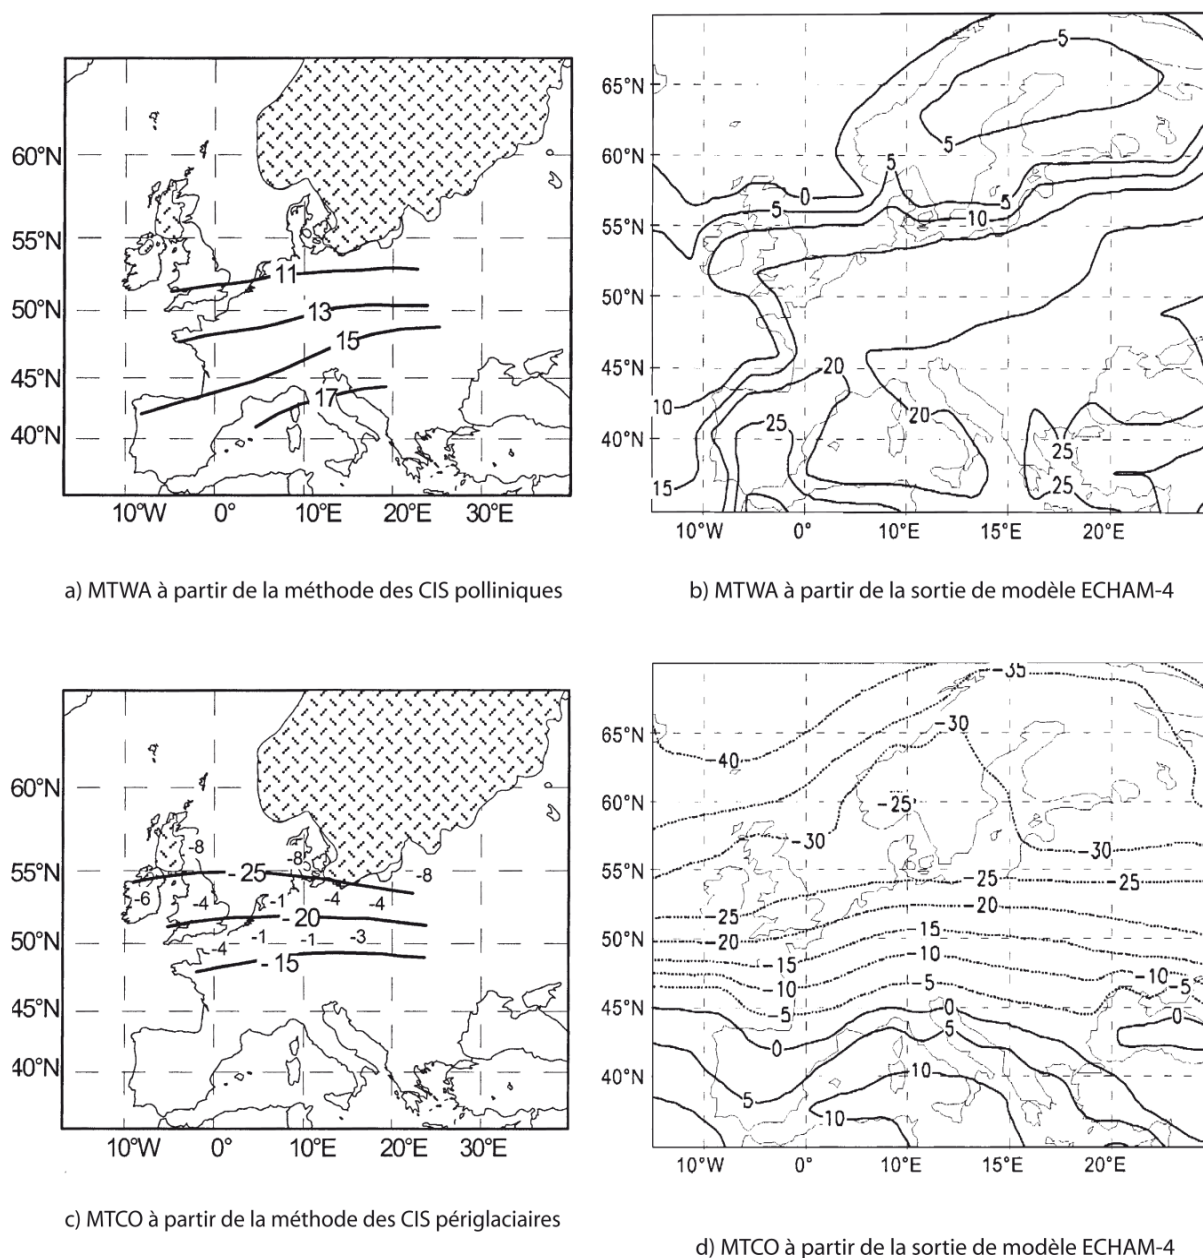 60°N
55°N
50°N
45°N
40°N
11
13
15
17
10°W 0° 10°E 20°E 30°E
a) MTWA à partir de la méthode des CIS polliniques
65°N
60°N
55°N
50°N
45°N
40°N
5
5
5
0
5
5
10
20
10
25
20
25
15
25
10°W 0° 10°E 15°E 20°E
b) MTWA à partir de la sortie de modèle ECHAM-4
60°N
55°N
50°N
45°N
40°N
-8
-8
-25
-8
-6
-4
-1
-4
-4
-20
-4
-1
-1
-3
-15
10°W 0° 10°E 20°E 30°E
c) MTCO à partir de la méthode des CIS périglaciaires
65°N
60°N
55°N
50°N
45°N
40°N
-35
-30
-40
-25
-30
-30
-25
-25
-25
-20
-20
-15
-15
-10
-10
-10
-5
-5
-5
0
0
0
5
10
5
10
10°W 0° 10°E 15°E 20°E
d) MTCO à partir de la sortie de modèle ECHAM-4